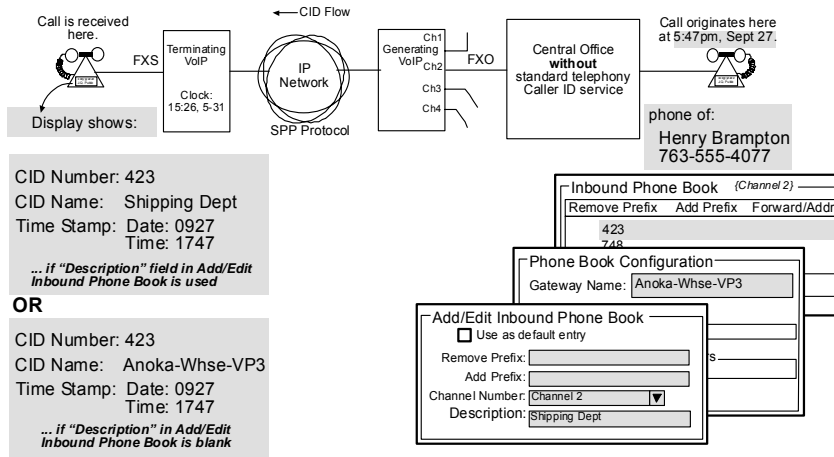 CID Flow
Call is received
here.
Call originates here
at 5:47pm, Sept 27.
FXS
Terminating
VoIP
Clock:
15:26, 5-31
IP
Network
SPP Protocol
Generating
VoIP
Ch1
Ch2
Ch3
Ch4
FXO
Central Office
without
standard telephony
Caller ID service
Display shows:
phone of:
Henry Brampton
763-555-4077
CID Number: 423
CID Name: Shipping Dept
Time Stamp: Date: 0927
Time: 1747
... if “Description” field in Add/Edit
Inbound Phone Book is used
OR
CID Number: 423
CID Name: Anoka-Whse-VP3
Time Stamp: Date: 0927
Time: 1747
... if “Description” in Add/Edit
Inbound Phone Book is blank
Inbound Phone Book {Channel 2}
Remove Prefix Add Prefix Forward/Addr
423
748
Phone Book Configuration
Gateway Name: Anoka-Whse-VP3
s
Add/Edit Inbound Phone Book
Use as default entry
Remove Prefix:
Add Prefix:
Channel Number: Channel 2
Description: Shipping Dept